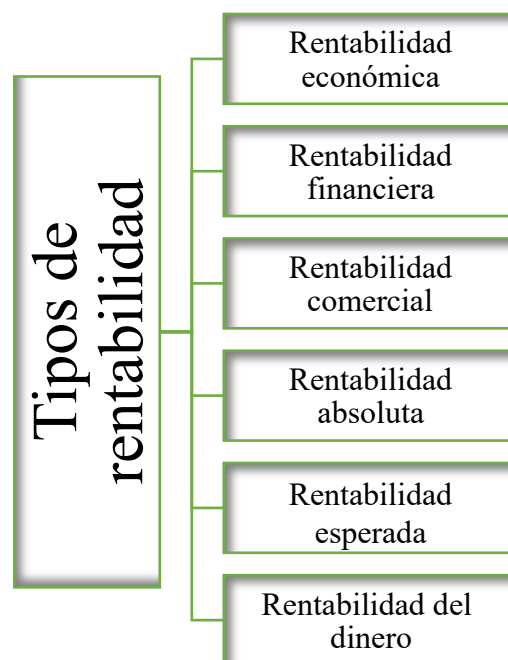 Tipos de
rentabilidad
Rentabilidad
económica
Rentabilidad
financiera
Rentabilidad
comercial
Rentabilidad
absoluta
Rentabilidad
esperada
Rentabilidad del
dinero